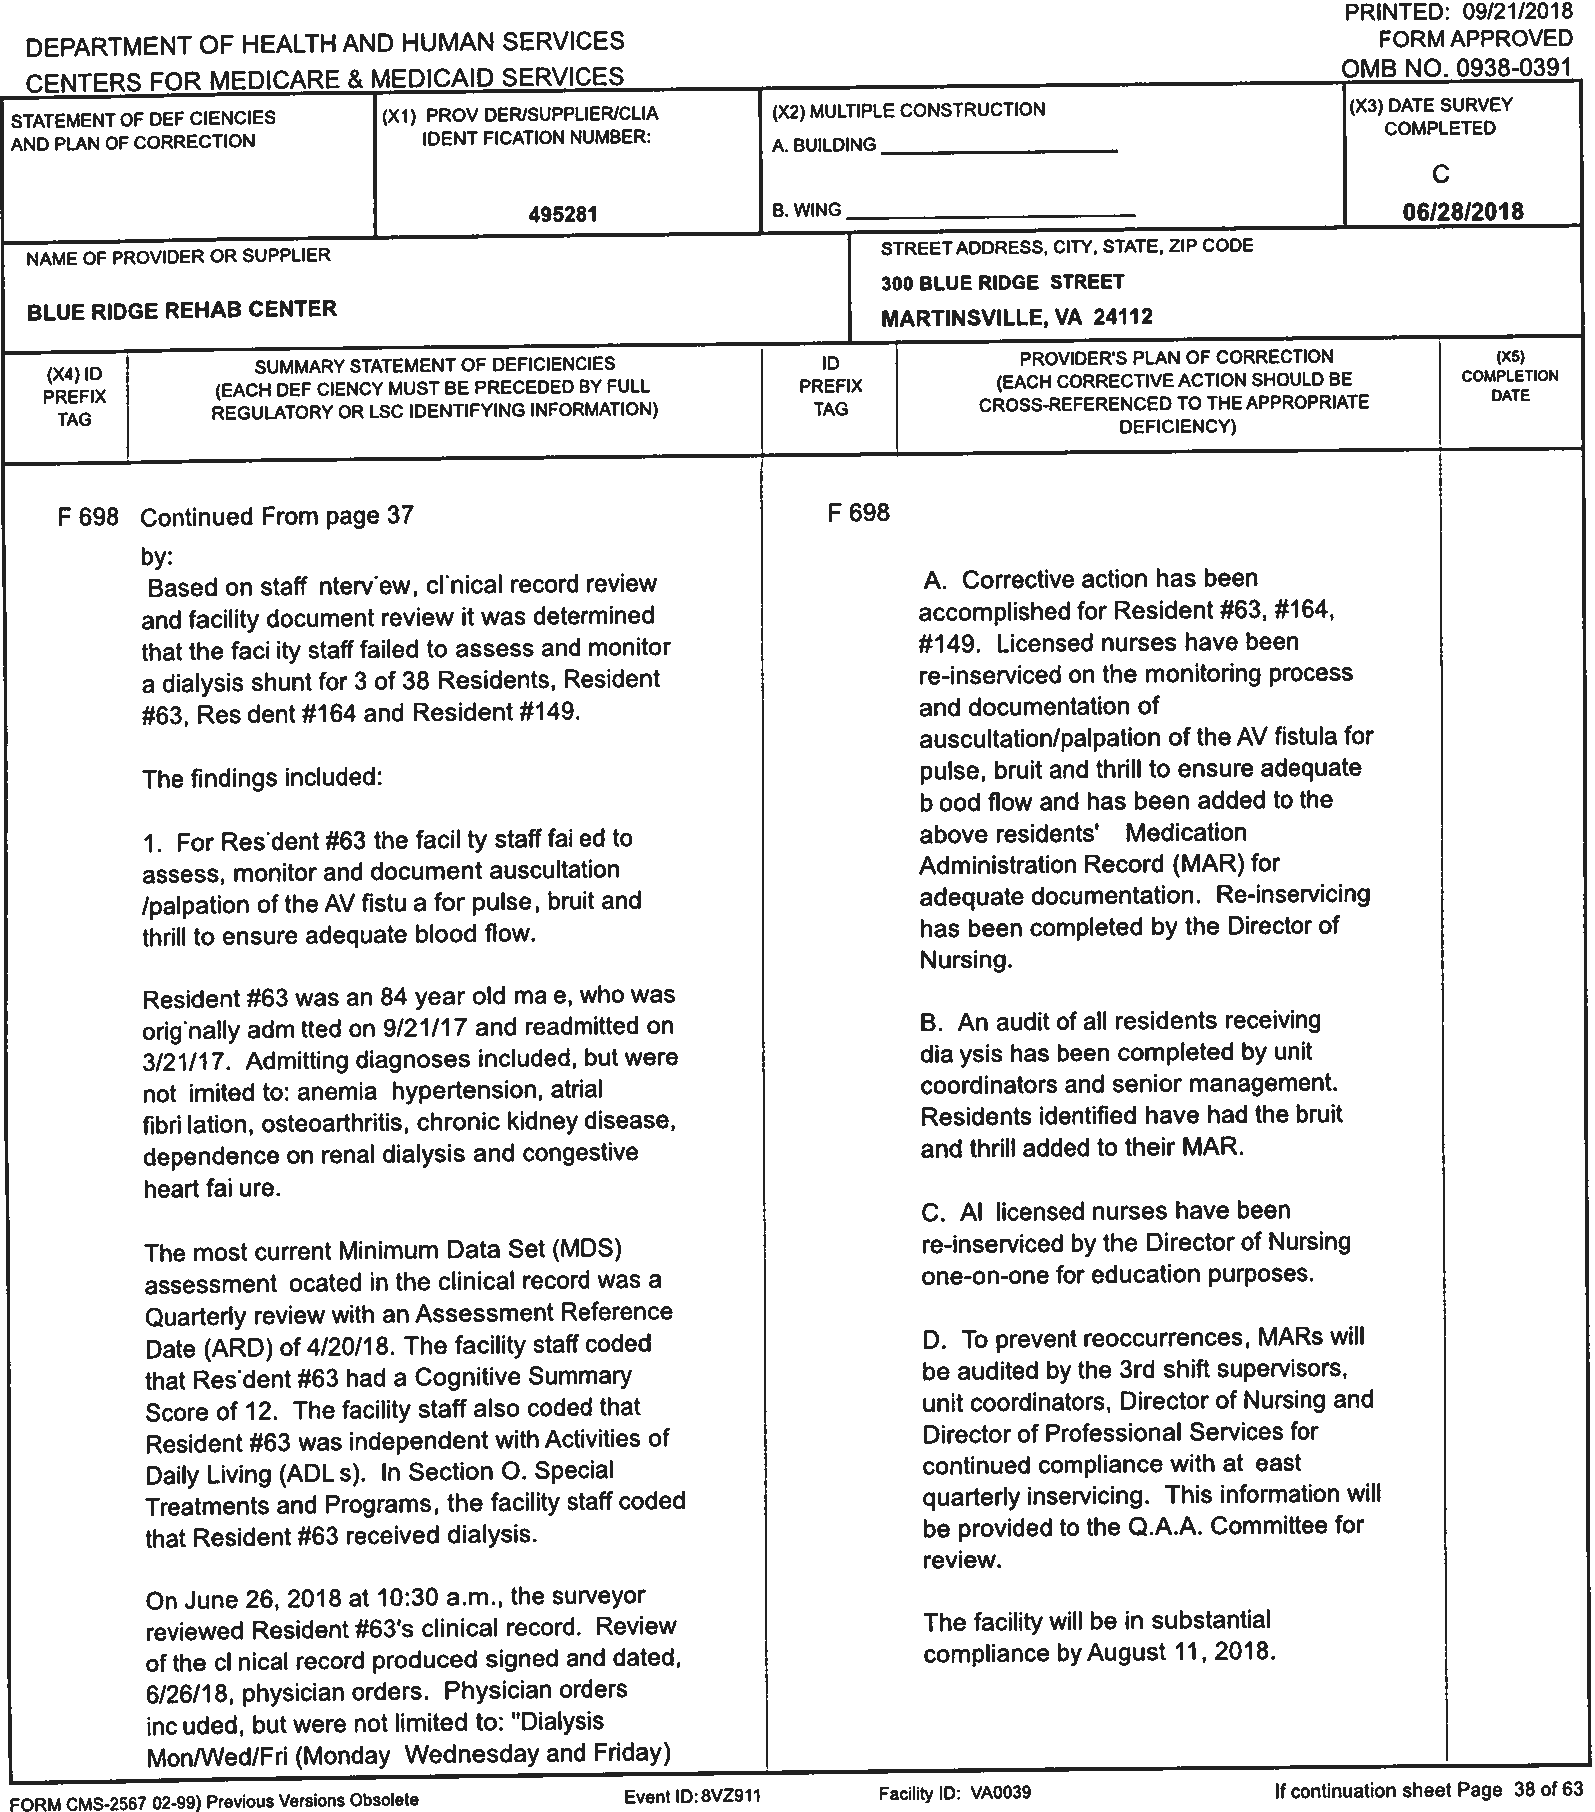 PRINTED: 09/21/2018
DEPARTMENT OF HEALTH AND HUMAN SERVICES
FORM APPROVED
CENTERS FOR MEDICARE & MEDICAID SERVICES
OMB NO. 0938-0391
STATEMENT OF DEF CIENCIES
AND PLAN OF CORRECTION
(X1) PROV DER/SUPPLIER/CLIA
IDENT FICATION NUMBER:
495281
(X2) MULTIPLE CONSTRUCTION
A. BUILDING
B. WING
(X3) DATE SURVEY
COMPLETED
C
06/28/2018
NAME OF PROVIDER OR SUPPLIER
BLUE RIDGE REHAB CENTER
STREET ADDRESS, CITY, STATE, ZIP CODE
300 BLUE RIDGE STREET
MARTINSVILLE, VA 24112
(X4) ID
PREFIX
TAG
SUMMARY STATEMENT OF DEFICIENCIES
(EACH DEF CIENCY MUST BE PRECEDED BY FULL
REGULATORY OR LSC IDENTIFYING INFORMATION)
ID
PREFIX
TAG
PROVIDER'S PLAN OF CORRECTION
(EACH CORRECTIVE ACTION SHOULD BE
CROSS-REFERENCED TO THE APPROPRIATE
DEFICIENCY)
(X5)
COMPLETION
DATE
F 698 Continued From page 37
by:
Based on staff nterv ew, cl nical record review
and facility document review it was determined
that the faci ity staff failed to assess and monitor
a dialysis shunt for 3 of 38 Residents, Resident
#63, Res dent #164 and Resident #149.
The findings included:
1. For Res dent #63 the facil ty staff fai ed to
assess, monitor and document auscultation
/palpation of the AV fistu a for pulse, bruit and
thrill to ensure adequate blood flow.
Resident #63 was an 84 year old ma e, who was
orig nally adm tted on 9/21/17 and readmitted on
3/21/17. Admitting diagnoses included, but were
not imited to: anemia hypertension, atrial
fibri lation, osteoarthritis, chronic kidney disease,
dependence on renal dialysis and congestive
heart fai ure.
The most current Minimum Data Set (MDS)
assessment ocated in the clinical record was a
Quarterly review with an Assessment Reference
Date (ARD) of 4/20/18. The facility staff coded
that Res dent #63 had a Cognitive Summary
Score of 12. The facility staff also coded that
Resident #63 was independent with Activities of
Daily Living (ADL s). In Section O. Special
Treatments and Programs, the facility staff coded
that Resident #63 received dialysis.
On June 26, 2018 at 10:30 a.m., the surveyor
reviewed Resident #63's clinical record. Review
of the cl nical record produced signed and dated,
6/26/18, physician orders. Physician orders
inc uded, but were not limited to: "Dialysis
Mon/Wed/Fri (Monday Wednesday and Friday)
F 698
A. Corrective action has been
accomplished for Resident #63, #164,
#149. Licensed nurses have been
re-inserviced on the monitoring process
and documentation of
auscultation/palpation of the AV fistula for
pulse, bruit and thrill to ensure adequate
b ood flow and has been added to the
above residents' Medication
Administration Record (MAR) for
adequate documentation. Re-inservicing
has been completed by the Director of
Nursing.
B. An audit of all residents receiving
dia ysis has been completed by unit
coordinators and senior management.
Residents identified have had the bruit
and thrill added to their MAR.
C. Al licensed nurses have been
re-inserviced by the Director of Nursing
one-on-one for education purposes.
D. To prevent reoccurrences, MARs will
be audited by the 3rd shift supervisors,
unit coordinators, Director of Nursing and
Director of Professional Services for
continued compliance with at east
quarterly inservicing. This information will
be provided to the Q.A.A. Committee for
review.
The facility will be in substantial
compliance by August 11, 2018.
FORM CMS-2567 02-99) Previous Versions Obsolete
Event ID: 8VZ911
Facility ID: VA0039
If continuation sheet Page 38 of 63